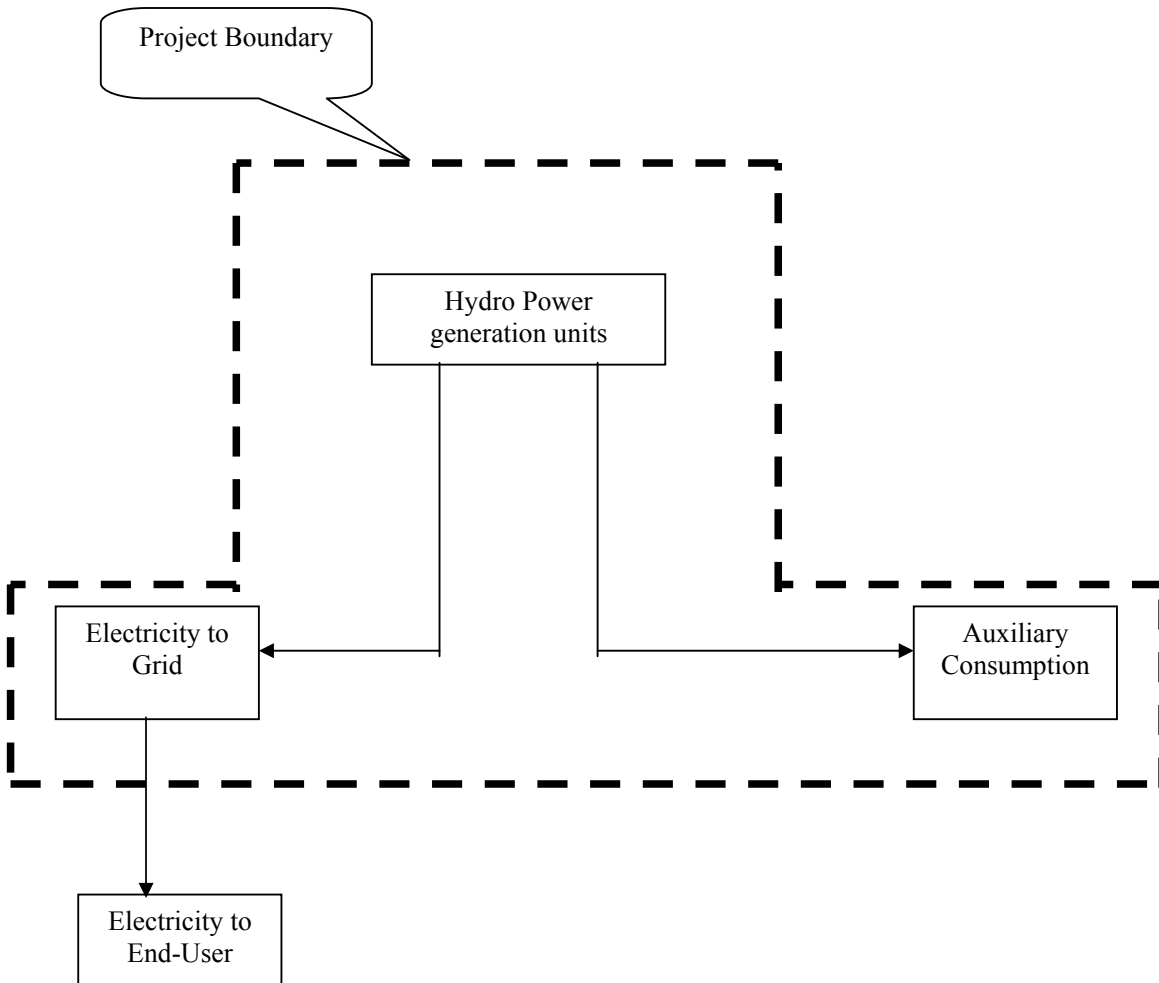 Project Boundary
Hydro Power
generation units
Electricity to
Grid
Auxiliary
Consumption
Electricity to
End-User